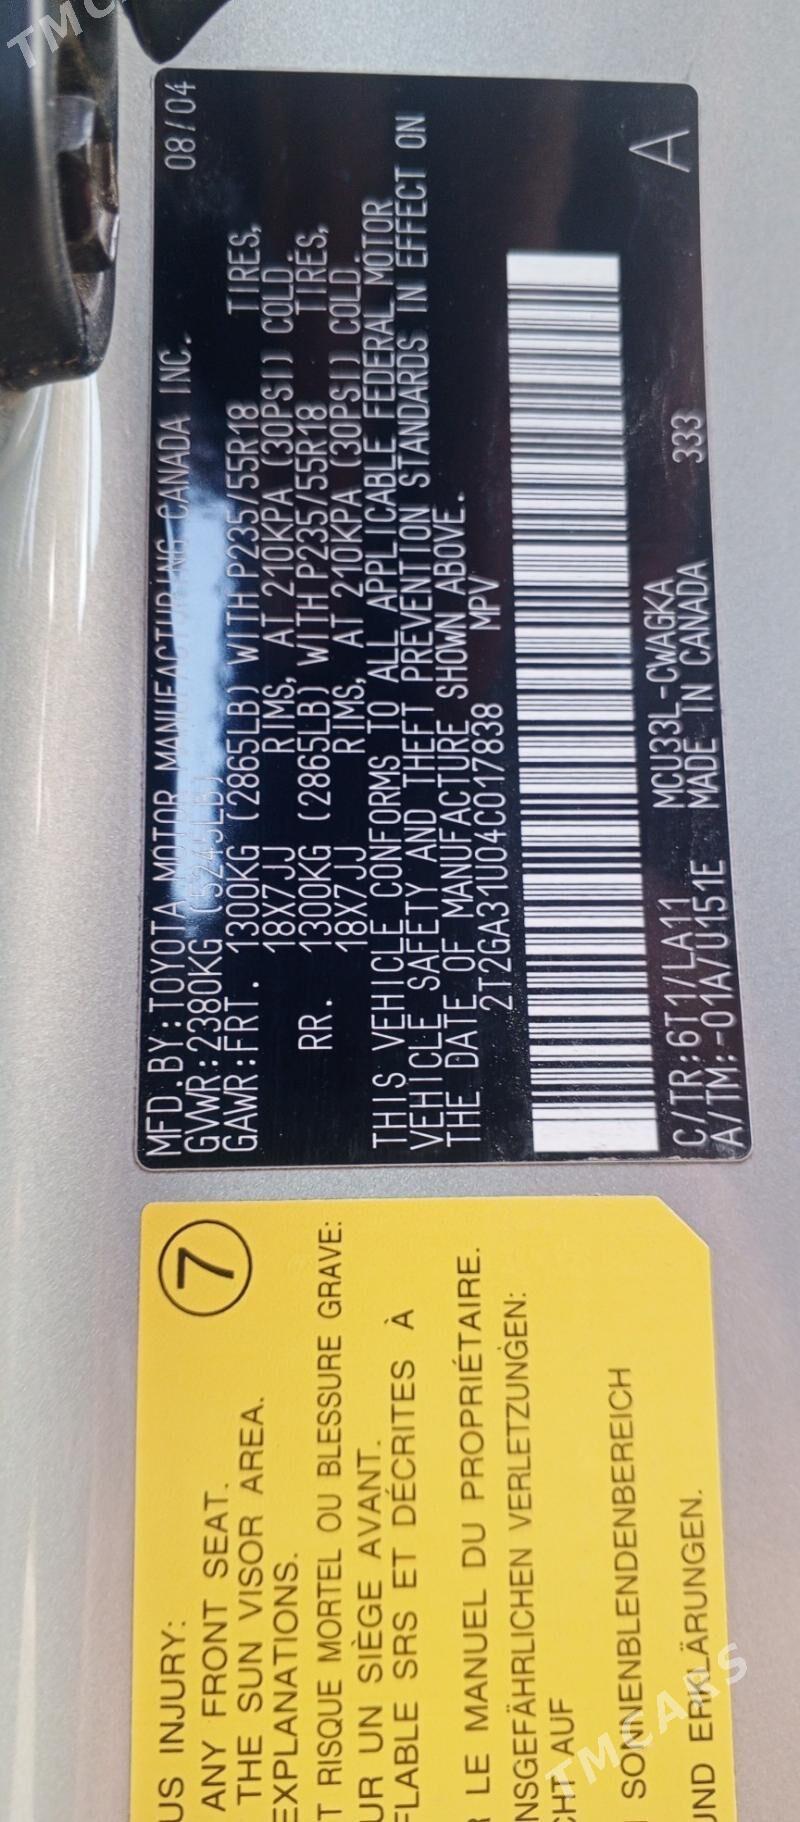 MFD.BY:TOYOTA MOTOR MANUFACTURING CANADA INC. 08/04
GVWR:2380KG (5245LB)
GAWR:FRT. 1300KG (2865LB) WITH P235/55R18 TIRES,
18X7JJ RIMS, AT 210KPA (30PSI) COLD.
RR. 1300KG (2865LB) WITH P235/55R18 TIRES,
18X7JJ RIMS, AT 210KPA (30PSI) COLD.
THIS VEHICLE CONFORMS TO ALL APPLICABLE FEDERAL MOTOR
VEHICLE SAFETY AND THEFT PREVENTION STANDARDS IN EFFECT ON
THE DATE OF MANUFACTURE SHOWN ABOVE.
2T2GA31U04C017838 MPV
C/TR:6T1/LA11 MCU33L-CWAGKA
A/TM:-01A/U151E MADE IN CANADA 333 A
7
US INJURY:
ANY FRONT SEAT.
THE SUN VISOR AREA.
EXPLANATIONS.
T RISQUE MORTEL OU BLESSURE GRAVE:
UR UN SIÈGE AVANT.
FLABLE SRS ET DÉCRITES À
R LE MANUEL DU PROPRIÉTAIRE.
NSGEFÄHRLICHEN VERLETZUNGEN:
CHT AUF
SONNENBLENDENBEREICH
UND ERKLÄRUNGEN.
TMCARS